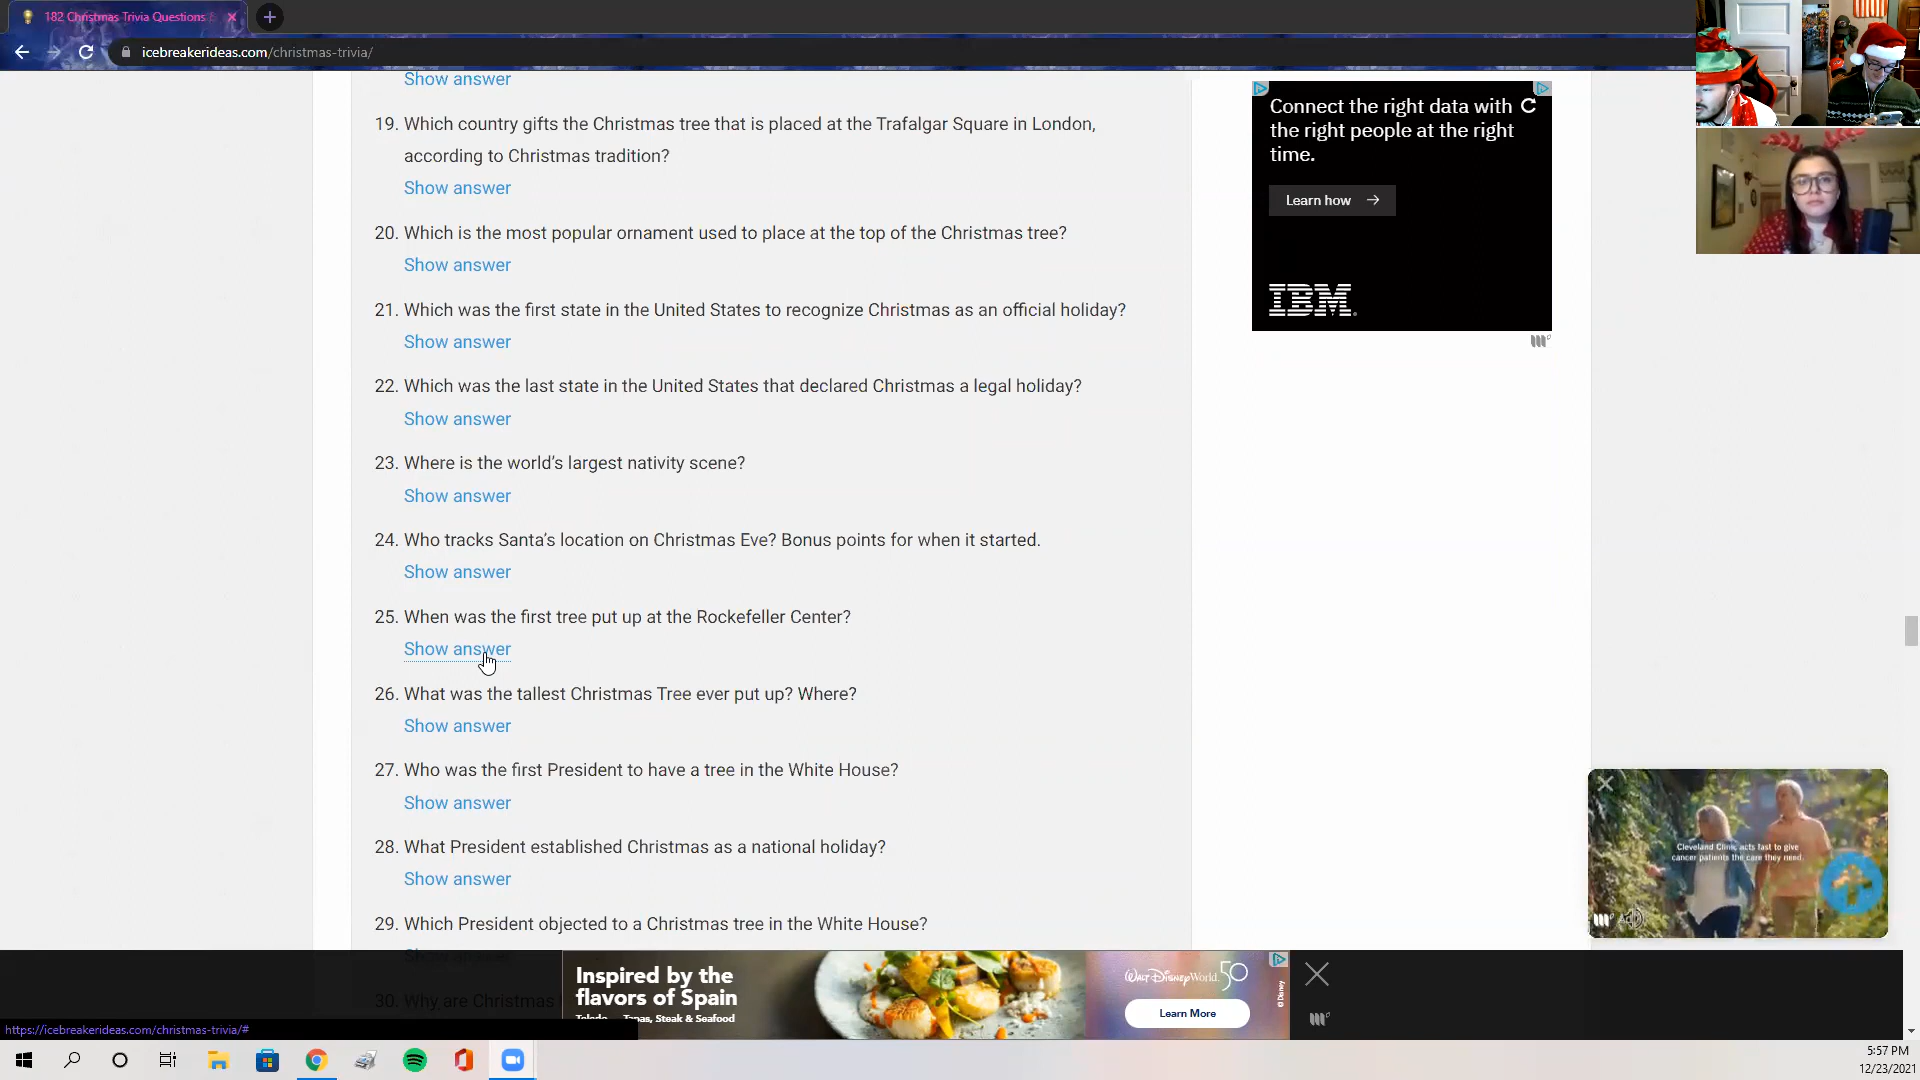 182 Christmas Trivia Questions
icebreakerideas.com/christmas-trivia/
Show answer
19. Which country gifts the Christmas tree that is placed at the Trafalgar Square in London,
according to Christmas tradition?
Show answer
20. Which is the most popular ornament used to place at the top of the Christmas tree?
Show answer
21. Which was the first state in the United States to recognize Christmas as an official holiday?
Show answer
22. Which was the last state in the United States that declared Christmas a legal holiday?
Show answer
23. Where is the world's largest nativity scene?
Show answer
24. Who tracks Santa's location on Christmas Eve? Bonus points for when it started.
Show answer
25. When was the first tree put up at the Rockefeller Center?
Show answer
26. What was the tallest Christmas Tree ever put up? Where?
Show answer
27. Who was the first President to have a tree in the White House?
Show answer
28. What President established Christmas as a national holiday?
Show answer
29. Which President objected to a Christmas tree in the White House?
30. Why are Christmas
Connect the right data with
the right people at the right
time.
Learn how
IBM
Cleveland Clinic acts fast to give
cancer patients the care they need.
Ad
Inspired by the
flavors of Spain
Toledo Tapas, Steak & Seafood
Walt Disney World 50
Learn More
© Disney
https://icebreakerideas.com/christmas-trivia/#
5:57 PM
12/23/2021